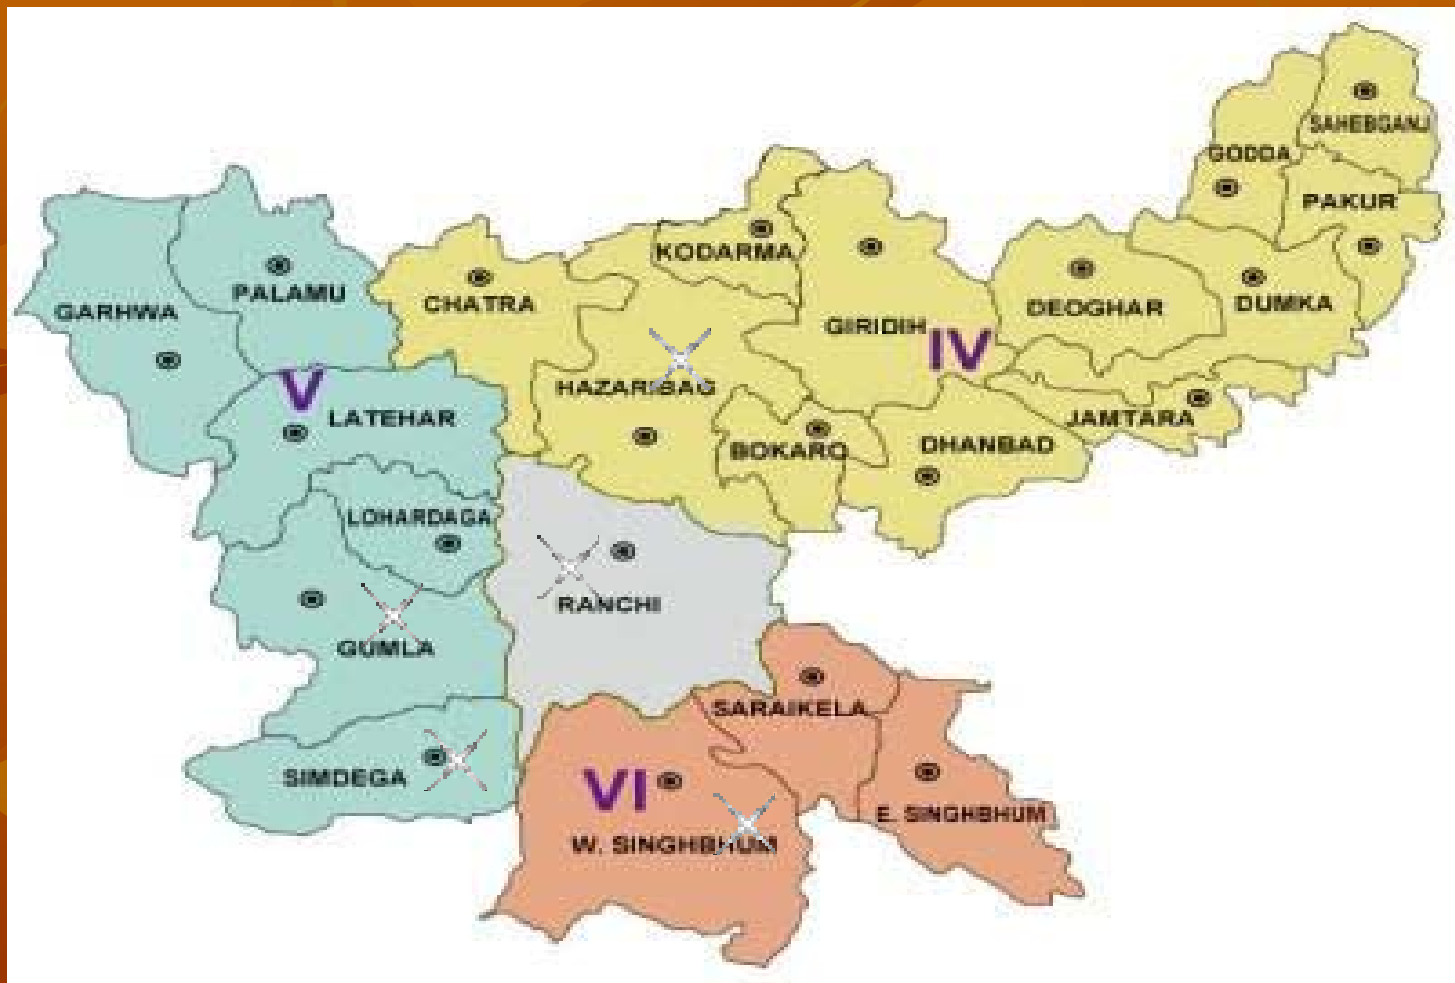 SAHEBGANJ
GODDA
PAKUR
KODARMA
PALAMU
CHATRA
DEOGHAR
DUMKA
GARHWA
GIRIDIH
IV
HAZARIBAG
V
LATEHAR
JAMTARA
BOKARO
DHANBAD
LOHARDAGA
RANCHI
GUMLA
SARAIKELA
SIMDEGA
VI
E. SINGHBHUM
W. SINGHBHUM